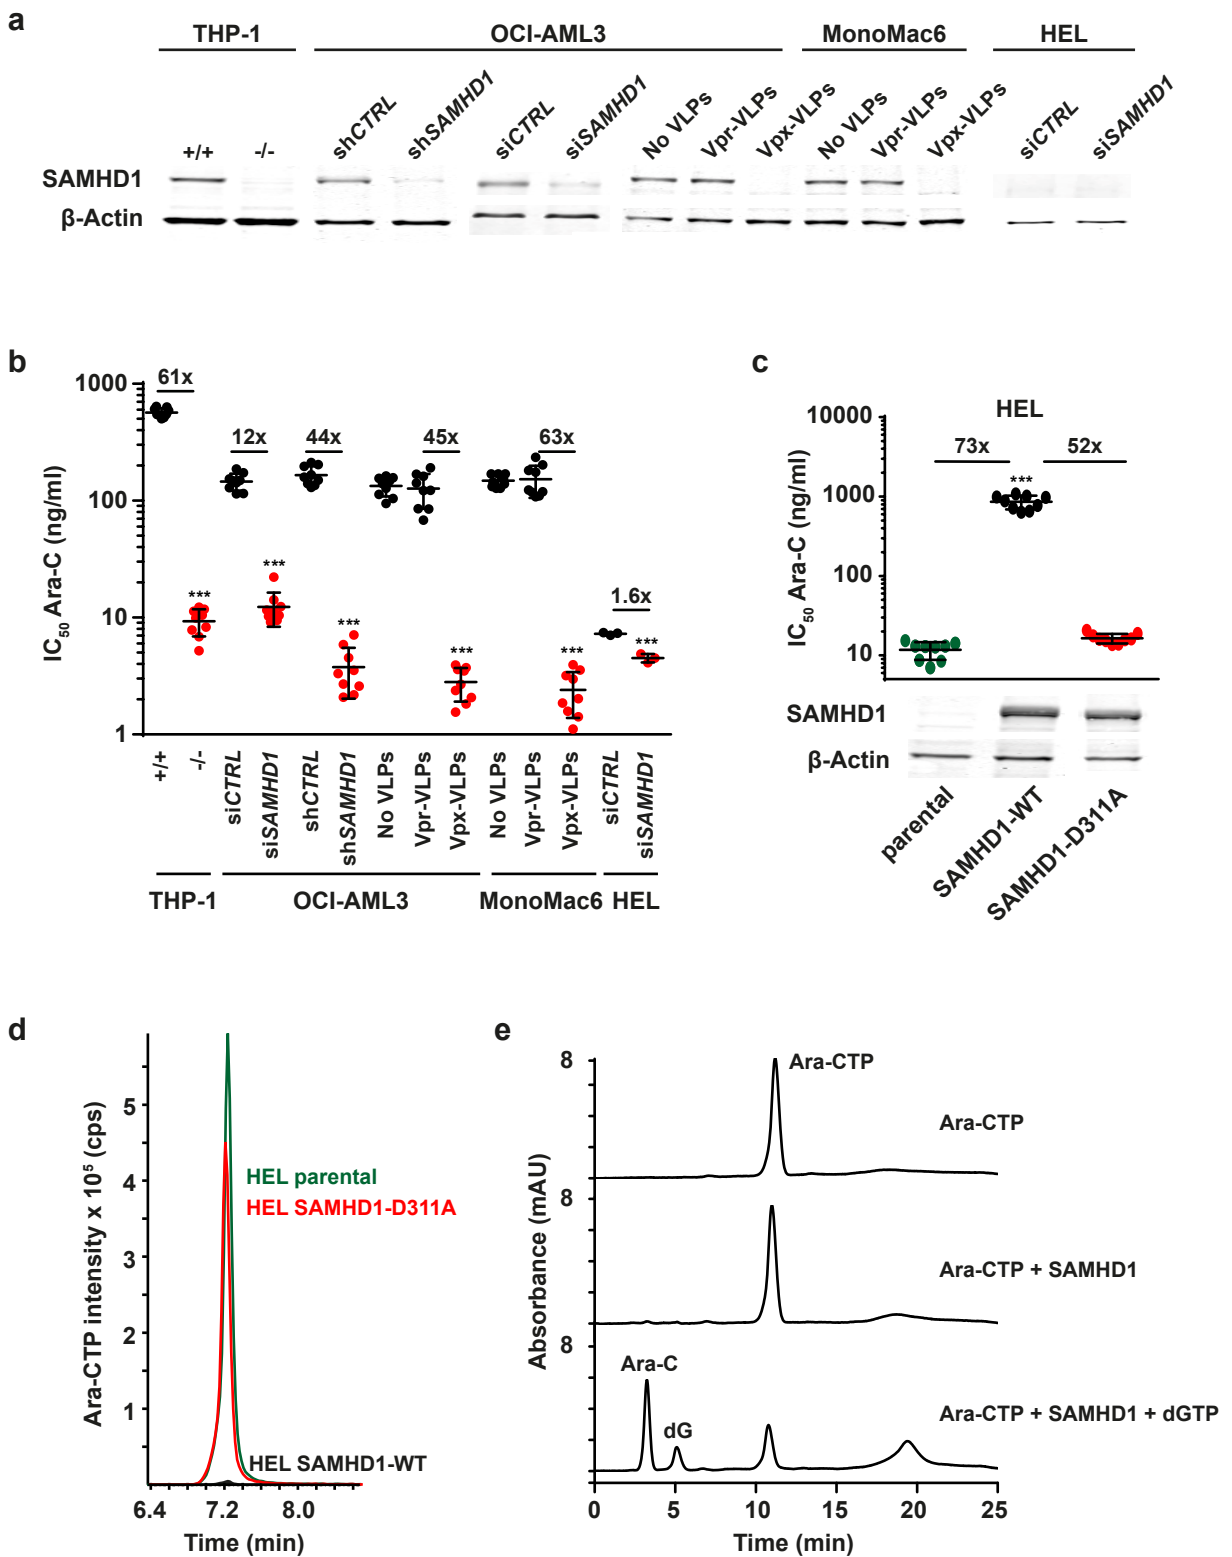 a
THP-1 OCI-AML3 MonoMac6 HEL
+/+ -/- shCTRL shSAMHD1 siCTRL siSAMHD1 No VLPs Vpr-VLPs Vpx-VLPs No VLPs Vpr-VLPs Vpx-VLPs siCTRL siSAMHD1
SAMHD1
β-Actin
b
IC50 Ara-C (ng/ml)
1000
100
10
1
61x
12x
44x
45x
63x
1.6x
***
***
***
***
***
***
+/+ -/- siCTRL siSAMHD1 shCTRL shSAMHD1 No VLPs Vpr-VLPs Vpx-VLPs No VLPs Vpr-VLPs Vpx-VLPs siCTRL siSAMHD1
THP-1 OCI-AML3 MonoMac6 HEL
c
HEL
IC50 Ara-C (ng/ml)
10000
1000
100
10
73x 52x
***
SAMHD1
β-Actin
parental SAMHD1-WT SAMHD1-D311A
d
Ara-CTP intensity x 10⁵ (cps)
5
4
3
2
1
HEL parental
HEL SAMHD1-D311A
HEL SAMHD1-WT
6.4 7.2 8.0
Time (min)
e
Absorbance (mAU)
8
Ara-CTP
Ara-CTP
8
Ara-CTP + SAMHD1
8
Ara-C
dG
Ara-CTP + SAMHD1 + dGTP
0 5 10 15 20 25
Time (min)